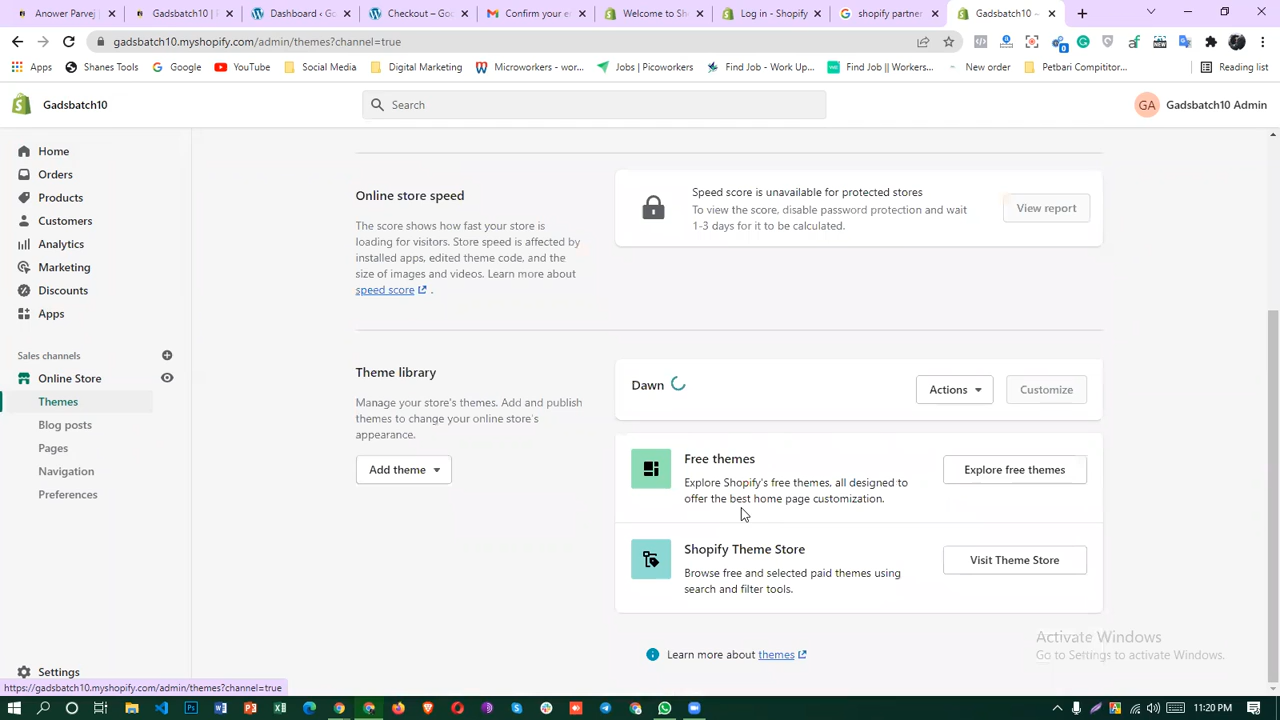 Anower Parvej |
Gadsbatch10 | P
Dashboard ‹ Go
Checkout – Goo
Confirm your e
Welcome to Sh
Log in - Shopify
shopify partner
Gadsbatch10 ~
gadsbatch10.myshopify.com/admin/themes?channel=true
Apps
Shanes Tools
Google
YouTube
Social Media
Digital Marketing
Microworkers - wor...
Jobs | Picoworkers
Find Job - Work Up...
Find Job || Workers...
New order
Petbari Compititor...
Reading list
Gadsbatch10
Search
GA
Gadsbatch10 Admin
Home
Orders
Products
Customers
Analytics
Marketing
Discounts
Apps
Sales channels
Online Store
Themes
Blog posts
Pages
Navigation
Preferences
Settings
Online store speed
The score shows how fast your store is
loading for visitors. Store speed is affected by
installed apps, edited theme code, and the
size of images and videos. Learn more about
speed score .
Speed score is unavailable for protected stores
To view the score, disable password protection and wait
1-3 days for it to be calculated.
View report
Theme library
Manage your store's themes. Add and publish
themes to change your online store's
appearance.
Add theme
Dawn
Actions
Customize
Free themes
Explore Shopify's free themes, all designed to
offer the best home page customization.
Explore free themes
Shopify Theme Store
Browse free and selected paid themes using
search and filter tools.
Visit Theme Store
Learn more about themes
Activate Windows
Go to Settings to activate Windows.
https://gadsbatch10.myshopify.com/admin/themes?channel=true
11:20 PM